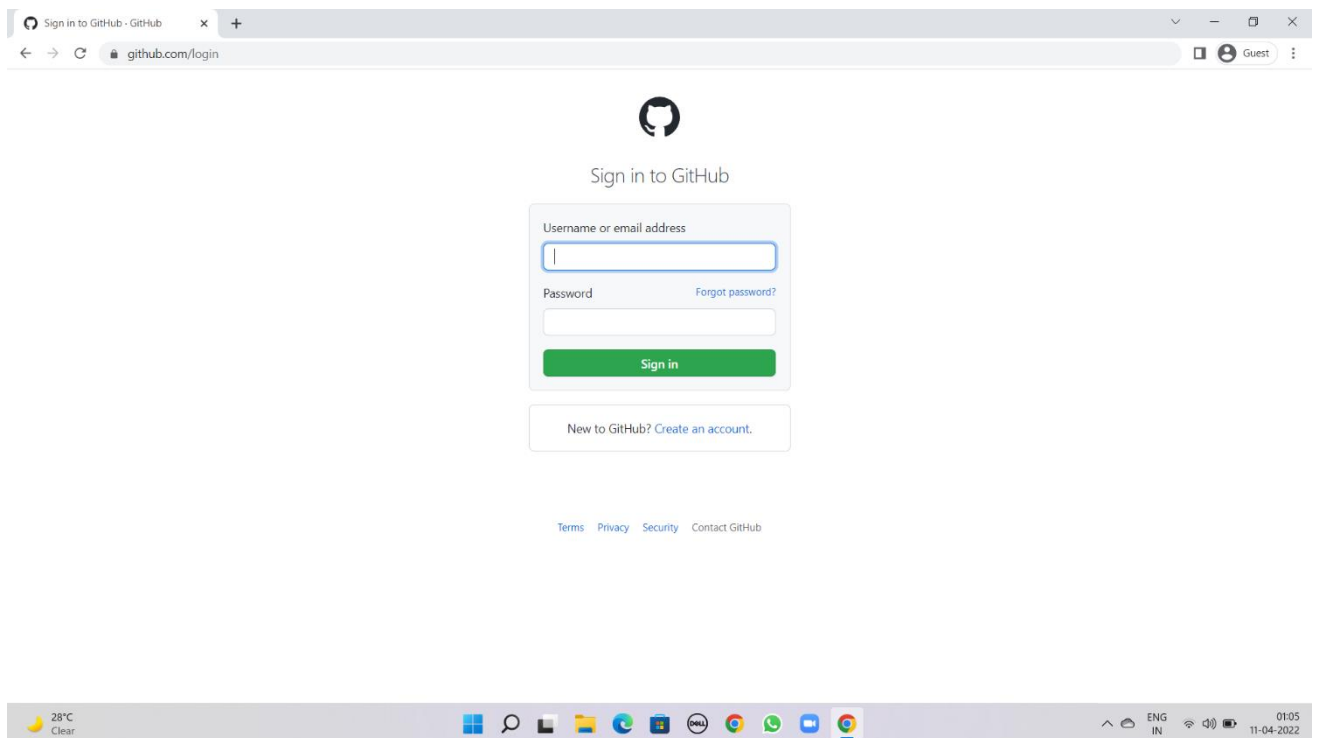 Sign in to GitHub · GitHub
github.com/login
Guest
Sign in to GitHub
Username or email address
Password Forgot password?
Sign in
New to GitHub? Create an account.
Terms Privacy Security Contact GitHub
28°C
Clear
DELL
ENG
IN
01:05
11-04-2022